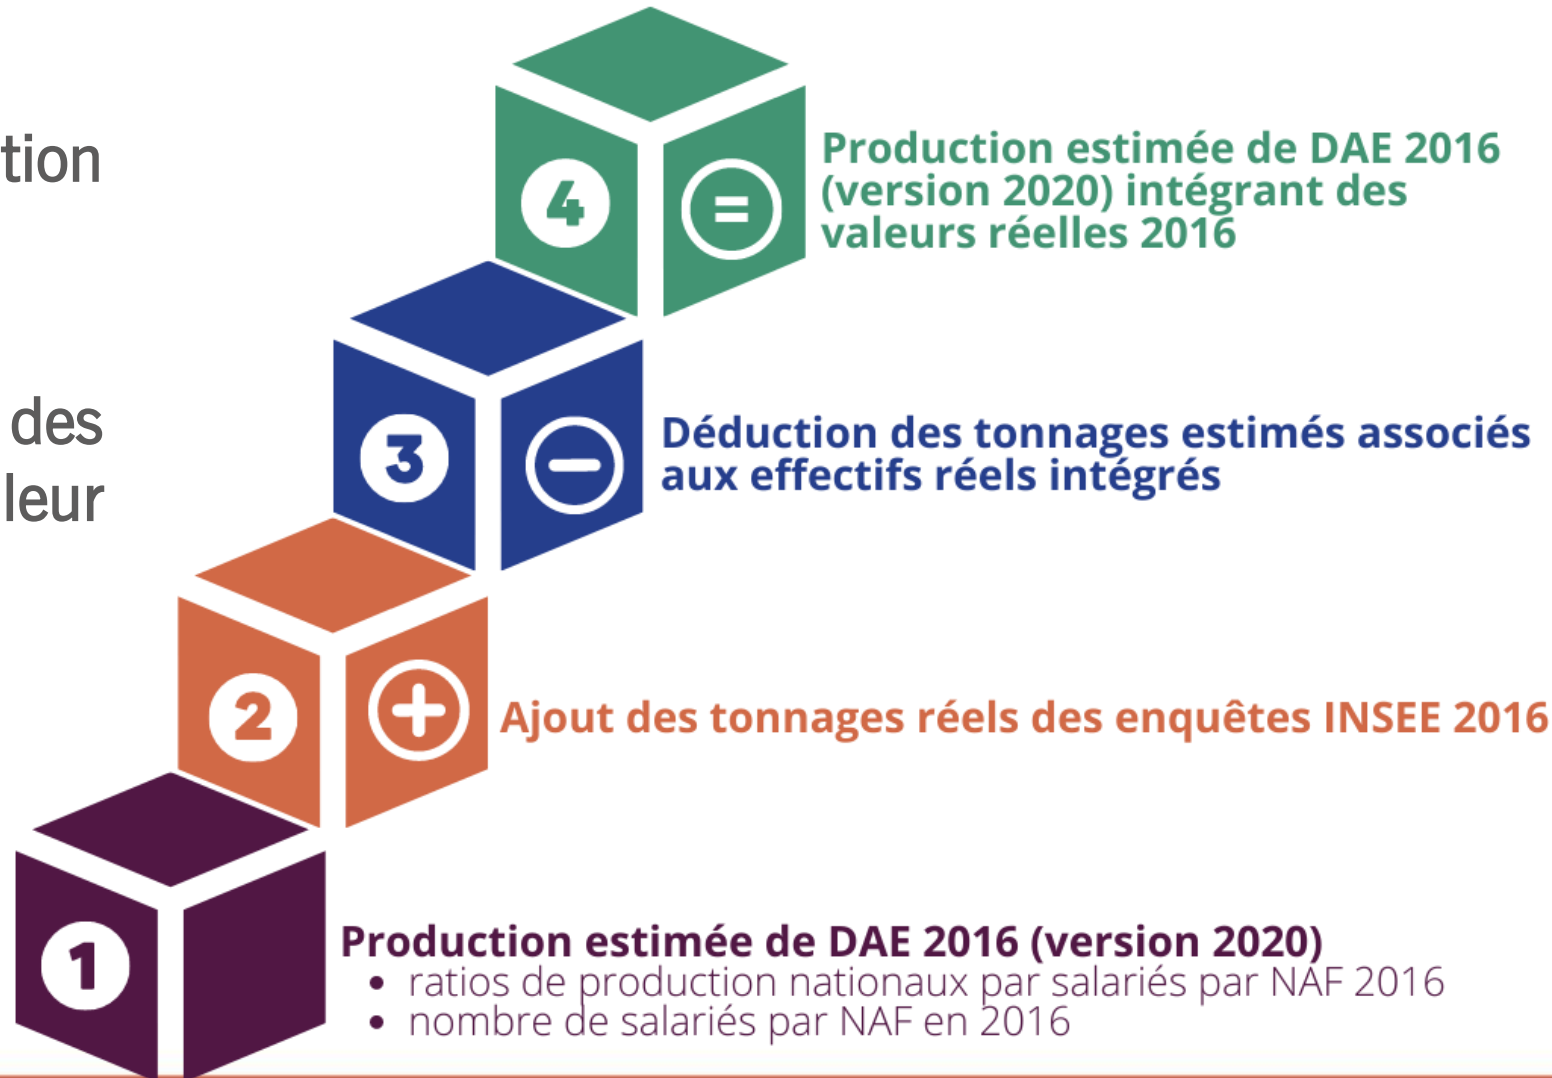 tion
des
leur
4
=
Production estimée de DAE 2016
(version 2020) intégrant des
valeurs réelles 2016
3
−
Déduction des tonnages estimés associés
aux effectifs réels intégrés
2
+
Ajout des tonnages réels des enquêtes INSEE 2016
1
Production estimée de DAE 2016 (version 2020)
• ratios de production nationaux par salariés par NAF 2016
• nombre de salariés par NAF en 2016